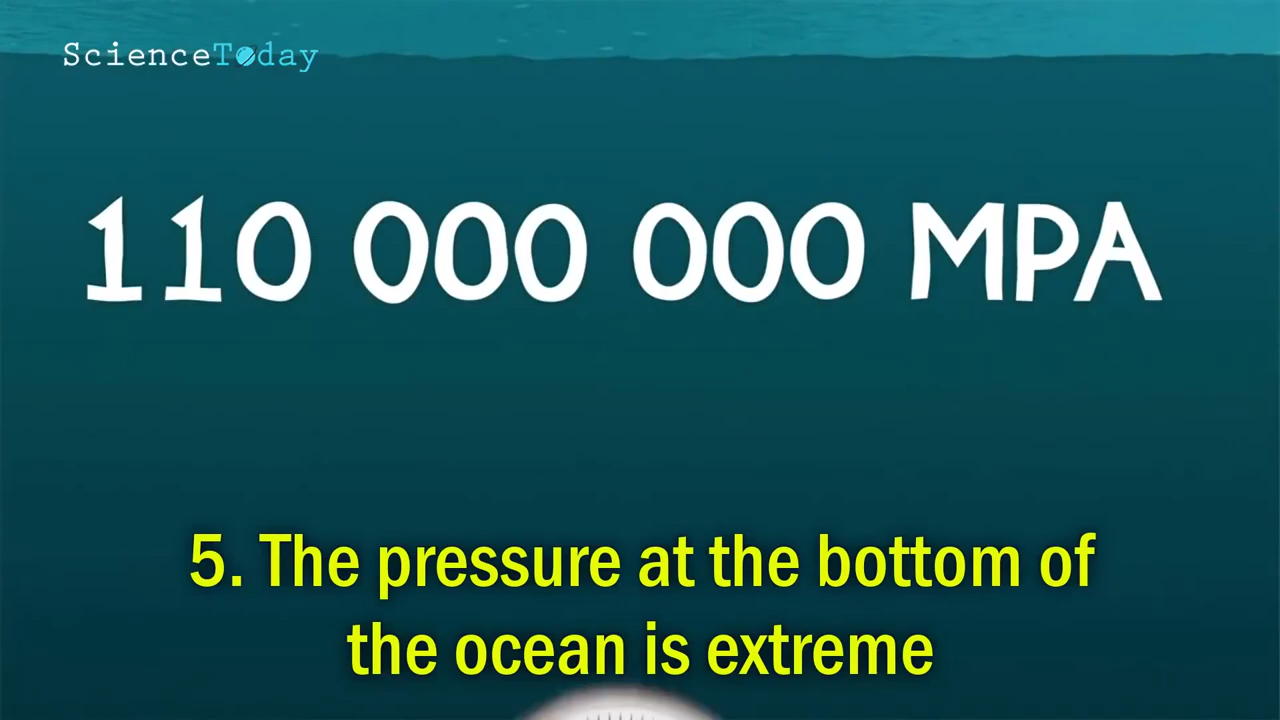 ScienceToday
110 000 000 MPA
5. The pressure at the bottom of
the ocean is extreme